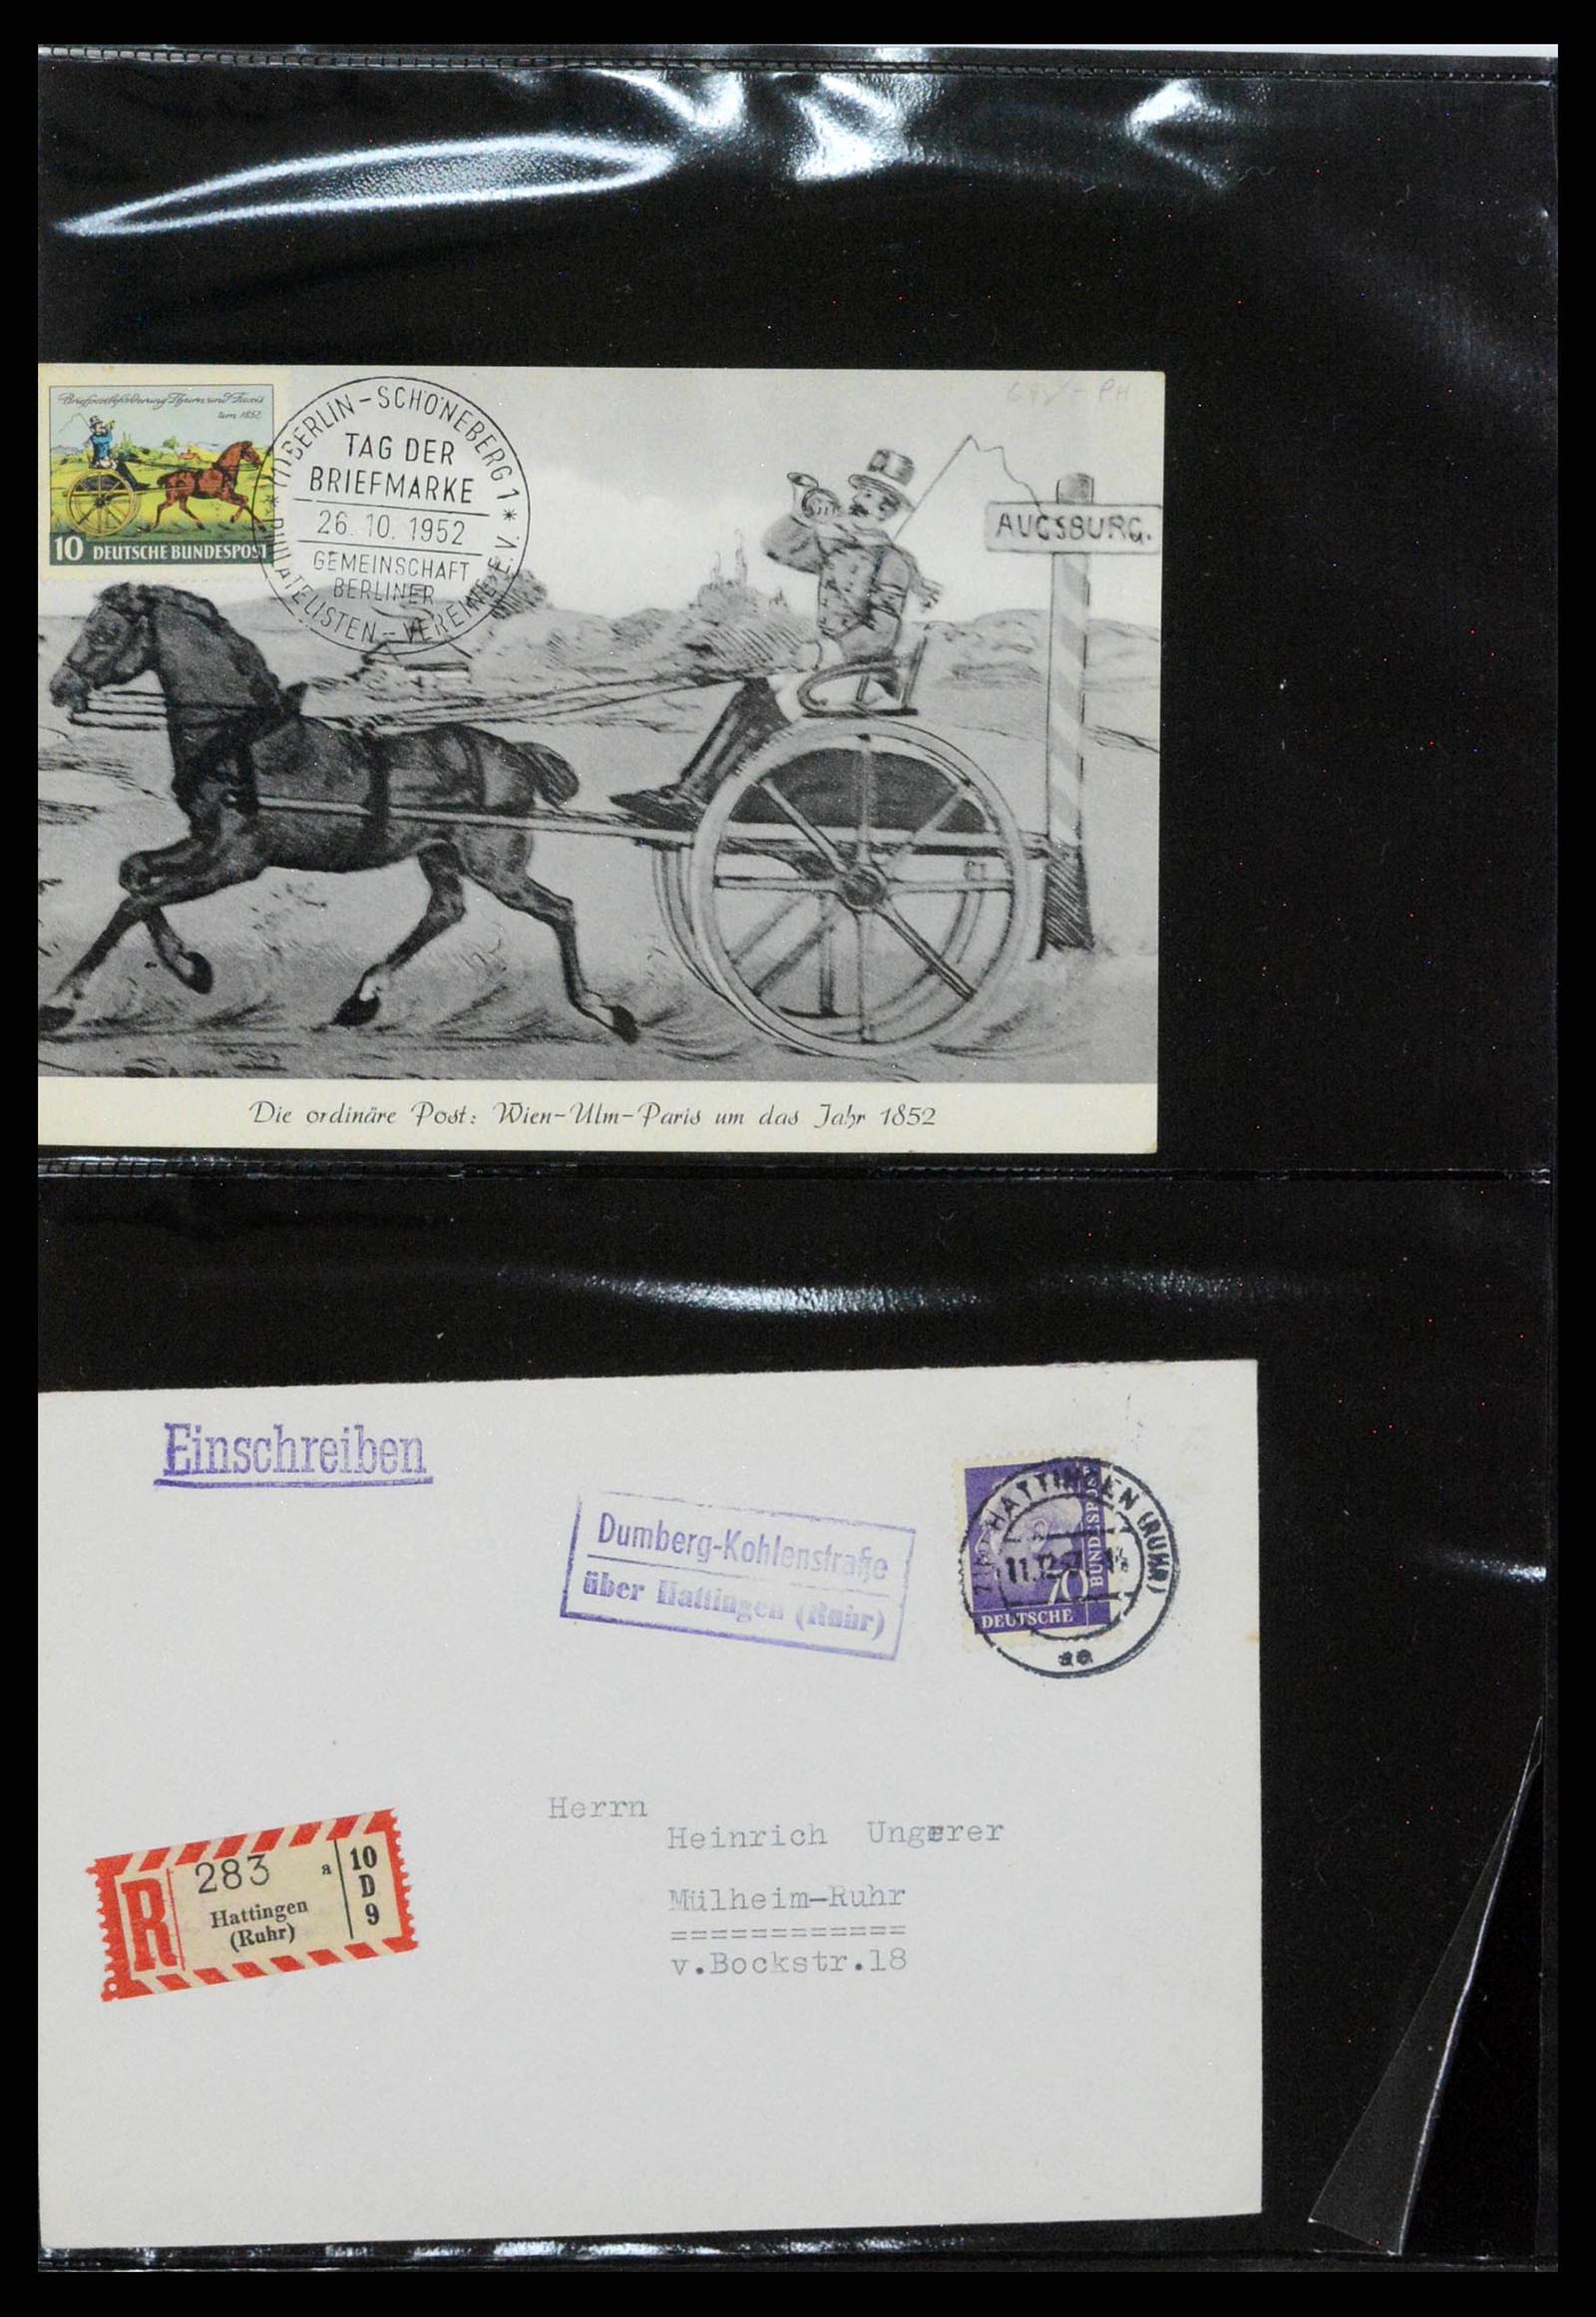 Briefpostbeförderung Thurn und Taxis
um 1852
10 DEUTSCHE BUNDESPOST
(1) BERLIN-SCHÖNEBERG 1
TAG DER
BRIEFMARKE
26.10.1952
GEMEINSCHAFT
BERLINER
PHILATELISTEN-VEREINE E.V.
AUGSBURG.
Die ordinäre Post: Wien-Ulm-Paris um das Jahr 1852
Einschreiben
Dumberg-Kohlenstraße
über Hattingen (Ruhr)
HATTINGEN (RUHR)
70
BUNDESPOST
DEUTSCHE
Herrn
Heinrich Ungerer
Mülheim-Ruhr
============
v.Bockstr.18
R
283 a
Hattingen
(Ruhr)
10
D
9